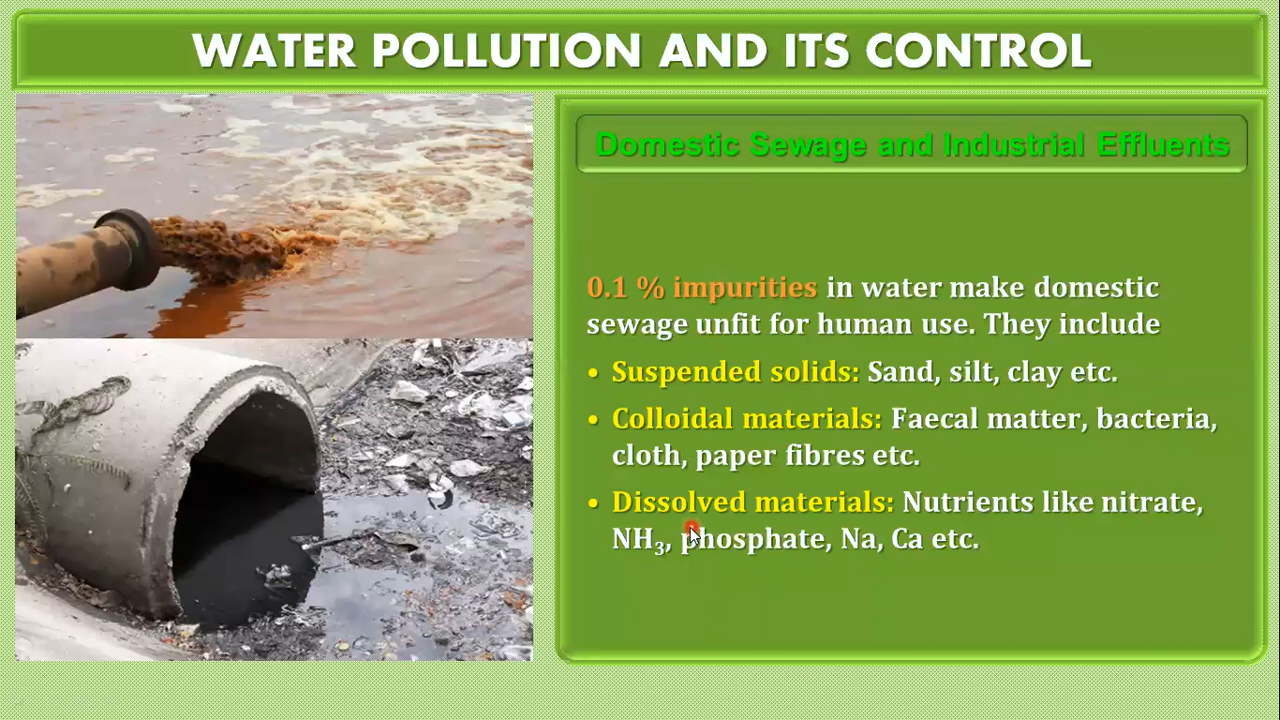 WATER POLLUTION AND ITS CONTROL
Domestic Sewage and Industrial Effluents
0.1 % impurities in water make domestic
sewage unfit for human use. They include
• Suspended solids: Sand, silt, clay etc.
• Colloidal materials: Faecal matter, bacteria,
cloth, paper fibres etc.
• Dissolved materials: Nutrients like nitrate,
NH₃, phosphate, Na, Ca etc.